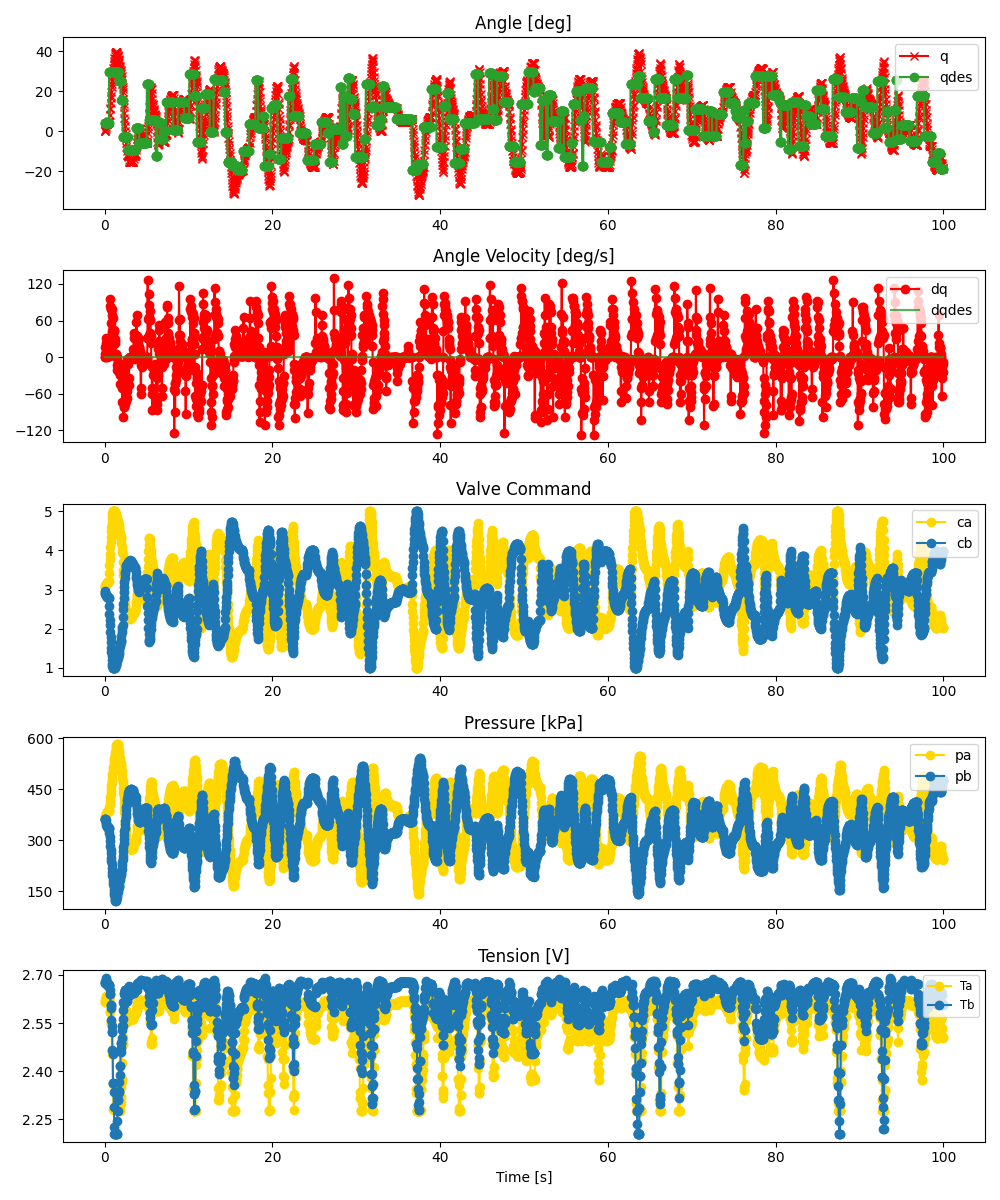 Angle [deg]
40
20
0
−20
q
qdes
0 20 40 60 80 100
Angle Velocity [deg/s]
120
60
0
−60
−120
dq
dqdes
0 20 40 60 80 100
Valve Command
5
4
3
2
1
ca
cb
0 20 40 60 80 100
Pressure [kPa]
600
450
300
150
pa
pb
0 20 40 60 80 100
Tension [V]
2.70
2.55
2.40
2.25
Ta
Tb
0 20 40 60 80 100
Time [s]